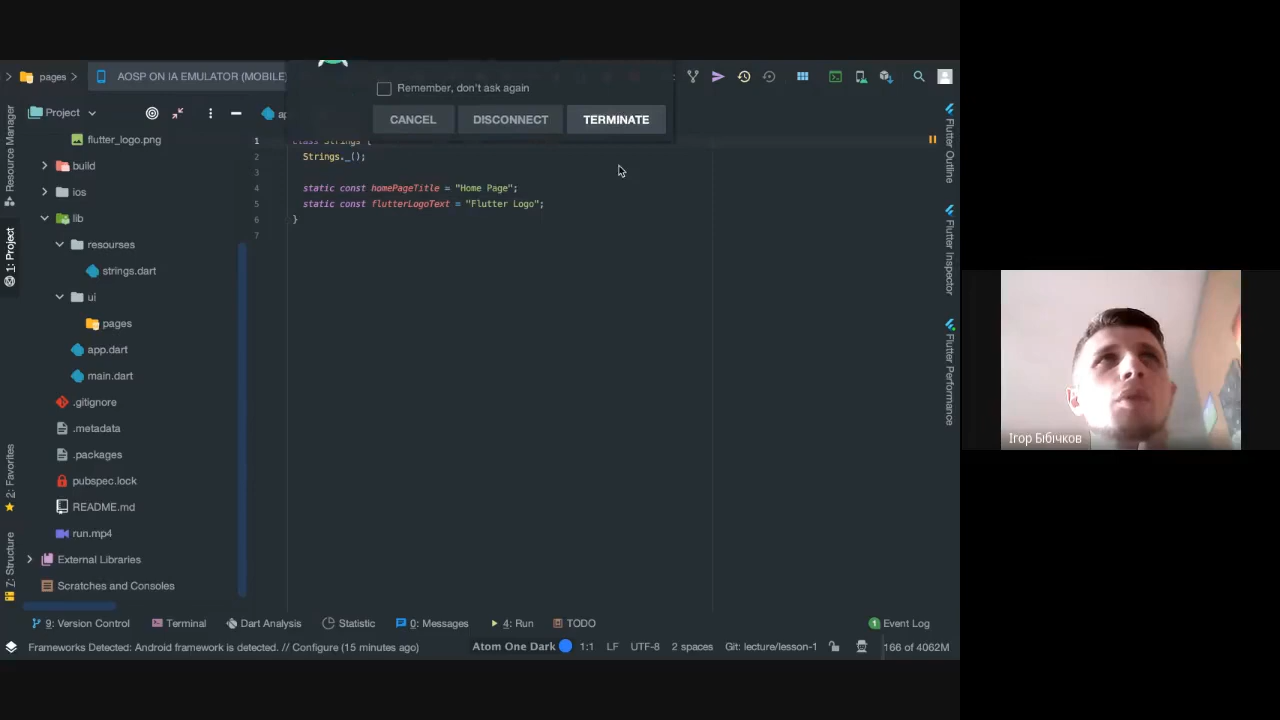 pages
AOSP ON IA EMULATOR (MOBILE)
Remember, don't ask again
CANCEL
DISCONNECT
TERMINATE
Project
ap
Resource Manager
1: Project
2: Favorites
7: Structure
flutter_logo.png
build
ios
lib
resourses
strings.dart
ui
pages
app.dart
main.dart
.gitignore
.metadata
.packages
pubspec.lock
README.md
run.mp4
External Libraries
Scratches and Consoles
1 class Strings {
2 Strings._();
3
4 static const homePageTitle = "Home Page";
5 static const flutterLogoText = "Flutter Logo";
6 }
7
Flutter Outline
Flutter Inspector
Flutter Performance
Ігор Бібічков
9: Version Control
Terminal
Dart Analysis
Statistic
0: Messages
4: Run
TODO
1 Event Log
Frameworks Detected: Android framework is detected. // Configure (15 minutes ago)
Atom One Dark
1:1
LF
UTF-8
2 spaces
Git: lecture/lesson-1
166 of 4062M